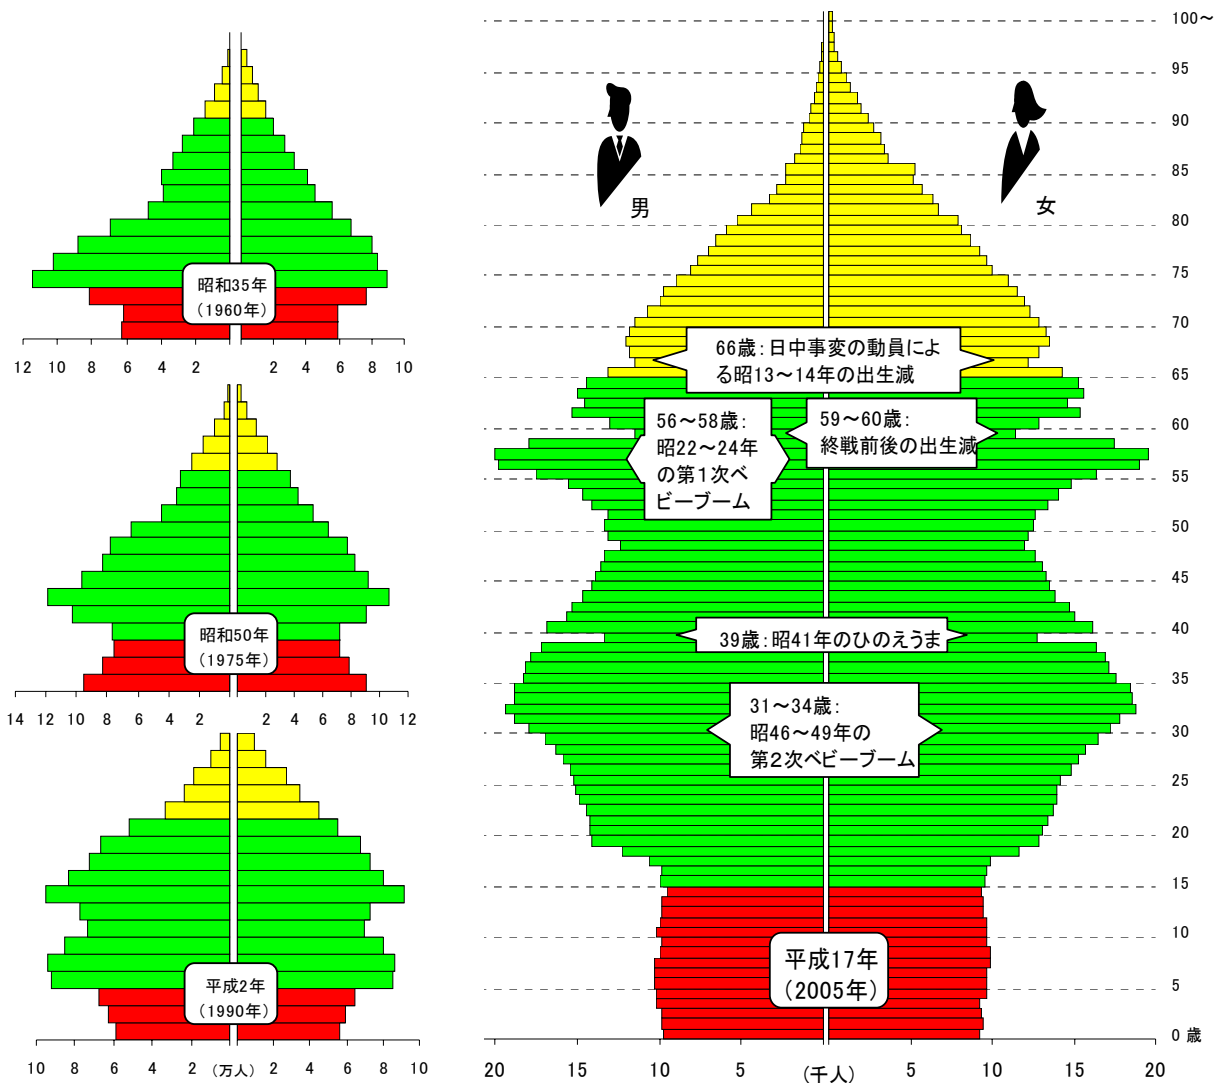 昭和35年
(1960年)
12 10 8 6 4 2 2 4 6 8 10
昭和50年
(1975年)
14 12 10 8 6 4 2 2 4 6 8 10 12
平成2年
(1990年)
10 8 6 4 2 (万人) 2 4 6 8 10
男
女
100～
95
90
85
80
75
70
65
60
55
50
45
40
35
30
25
20
15
10
5
0 歳
66歳:日中事変の動員によ
る昭13～14年の出生減
56～58歳:
昭22～24年
の第1次ベ
ビーブーム
59～60歳:
終戦前後の出生減
39歳:昭41年のひのえうま
31～34歳:
昭46～49年の
第2次ベビーブーム
平成17年
(2005年)
20 15 10 5 (千人) 5 10 15 20